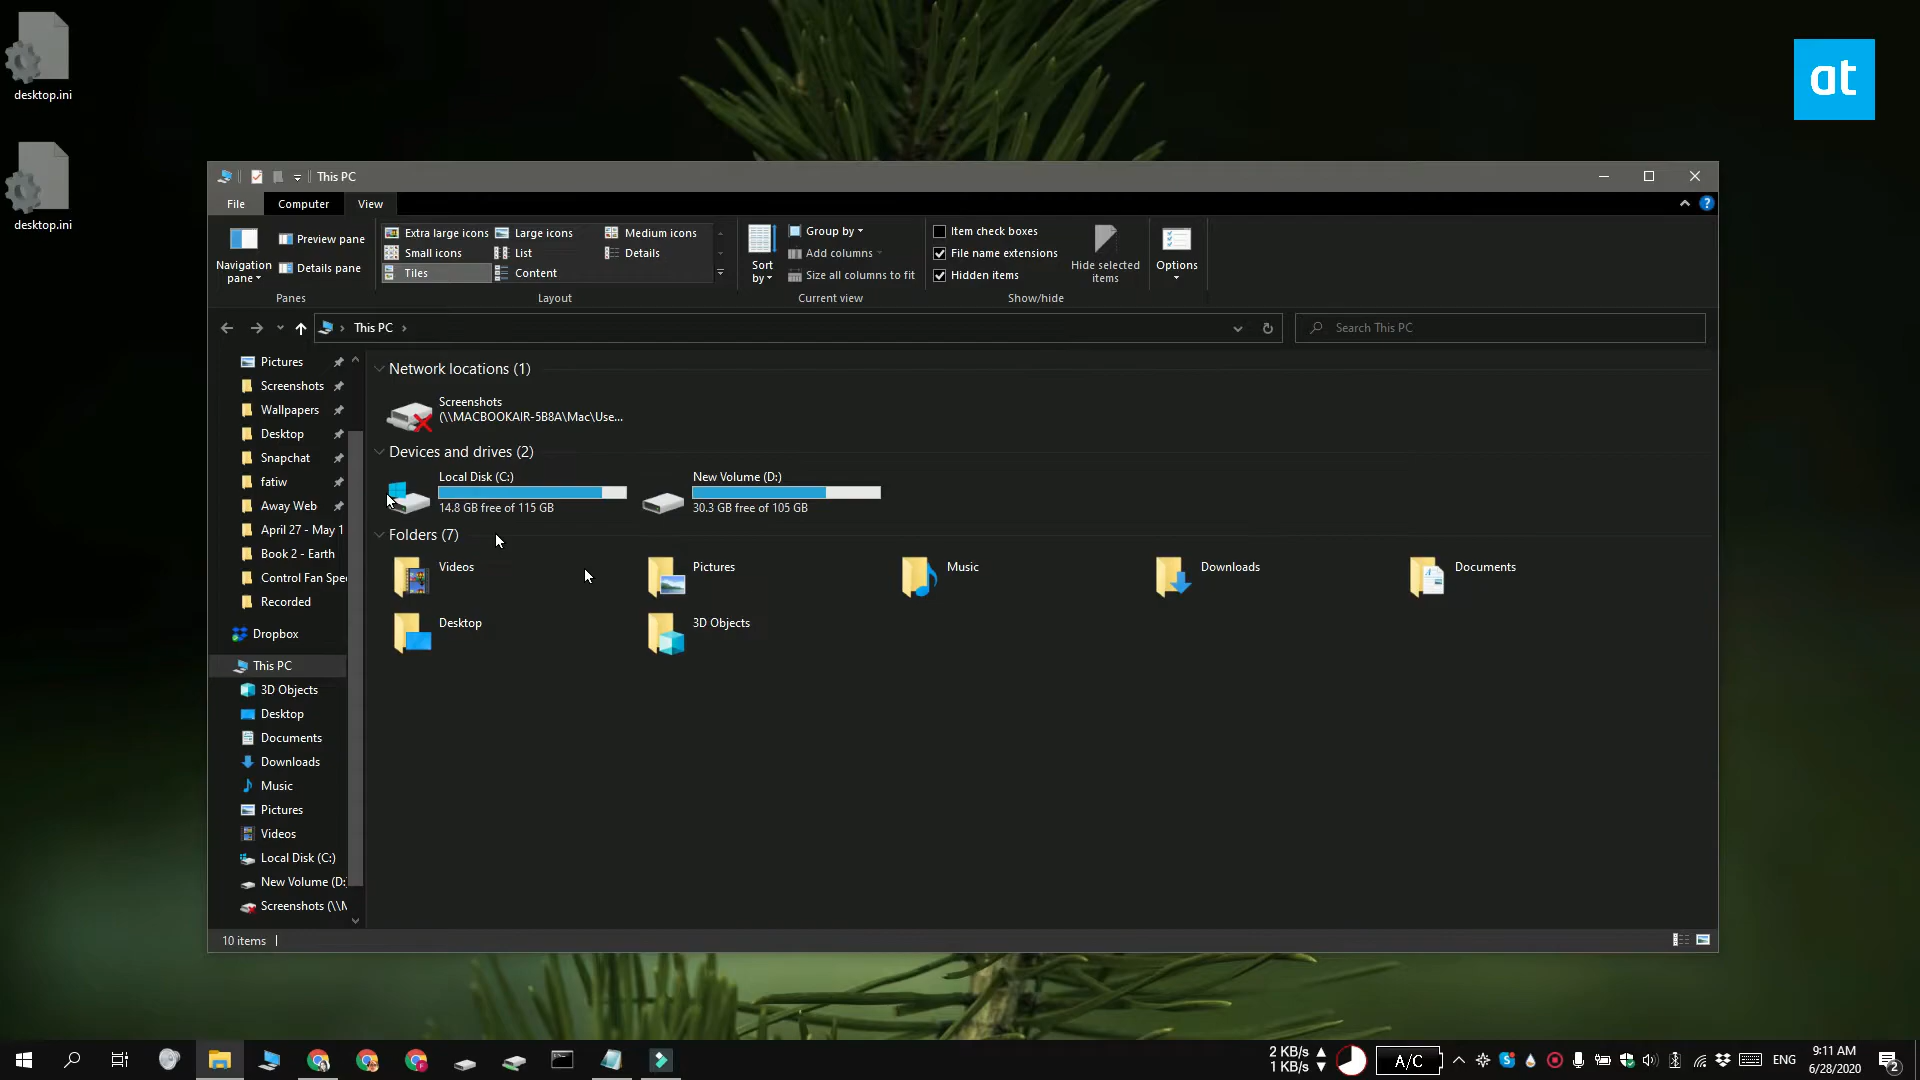 desktop.ini
desktop.ini
at
This PC
File
Computer
View
Navigation
pane
Preview pane
Details pane
Panes
Extra large icons
Large icons
Medium icons
Small icons
List
Details
Tiles
Content
Layout
Sort
by
Group by
Add columns
Size all columns to fit
Current view
Item check boxes
File name extensions
Hidden items
Hide selected
items
Show/hide
Options
This PC
Search This PC
Pictures
Screenshots
Wallpapers
Desktop
Snapchat
fatiw
Away Web
April 27 - May 1
Book 2 - Earth
Control Fan Spe
Recorded
Dropbox
This PC
3D Objects
Desktop
Documents
Downloads
Music
Pictures
Videos
Local Disk (C:)
New Volume (D:
Screenshots (\\M
Network locations (1)
Screenshots
(\\MACBOOKAIR-5B8A\Mac\Use...
Devices and drives (2)
Local Disk (C:)
14.8 GB free of 115 GB
New Volume (D:)
30.3 GB free of 105 GB
Folders (7)
Videos
Pictures
Music
Downloads
Documents
Desktop
3D Objects
10 items
2 KB/s
1 KB/s
A/C
ENG
9:11 AM
6/28/2020
2